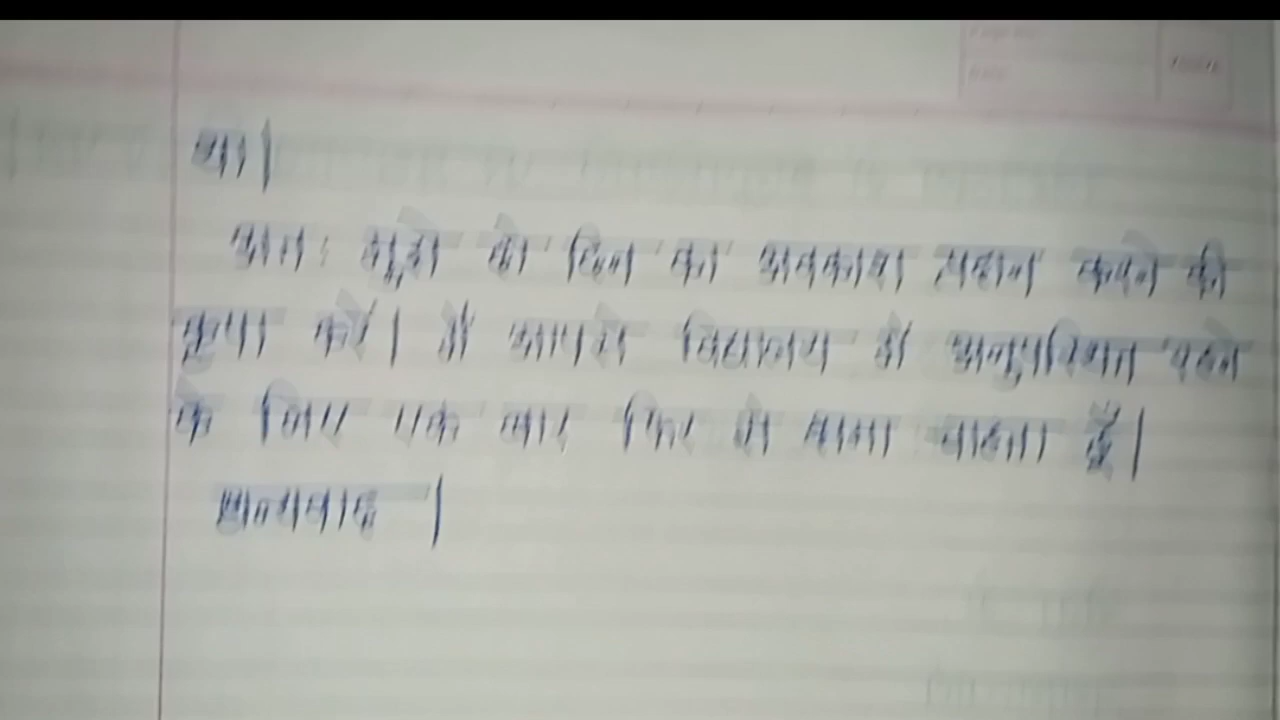 था।
अतः मुझे दो दिन का अवकाश प्रदान करने की
कृपा करें। मैं आपसे विद्यालय में अनुपस्थित रहने
के लिए एक बार फिर से क्षमा चाहता हूँ।
धन्यवाद।